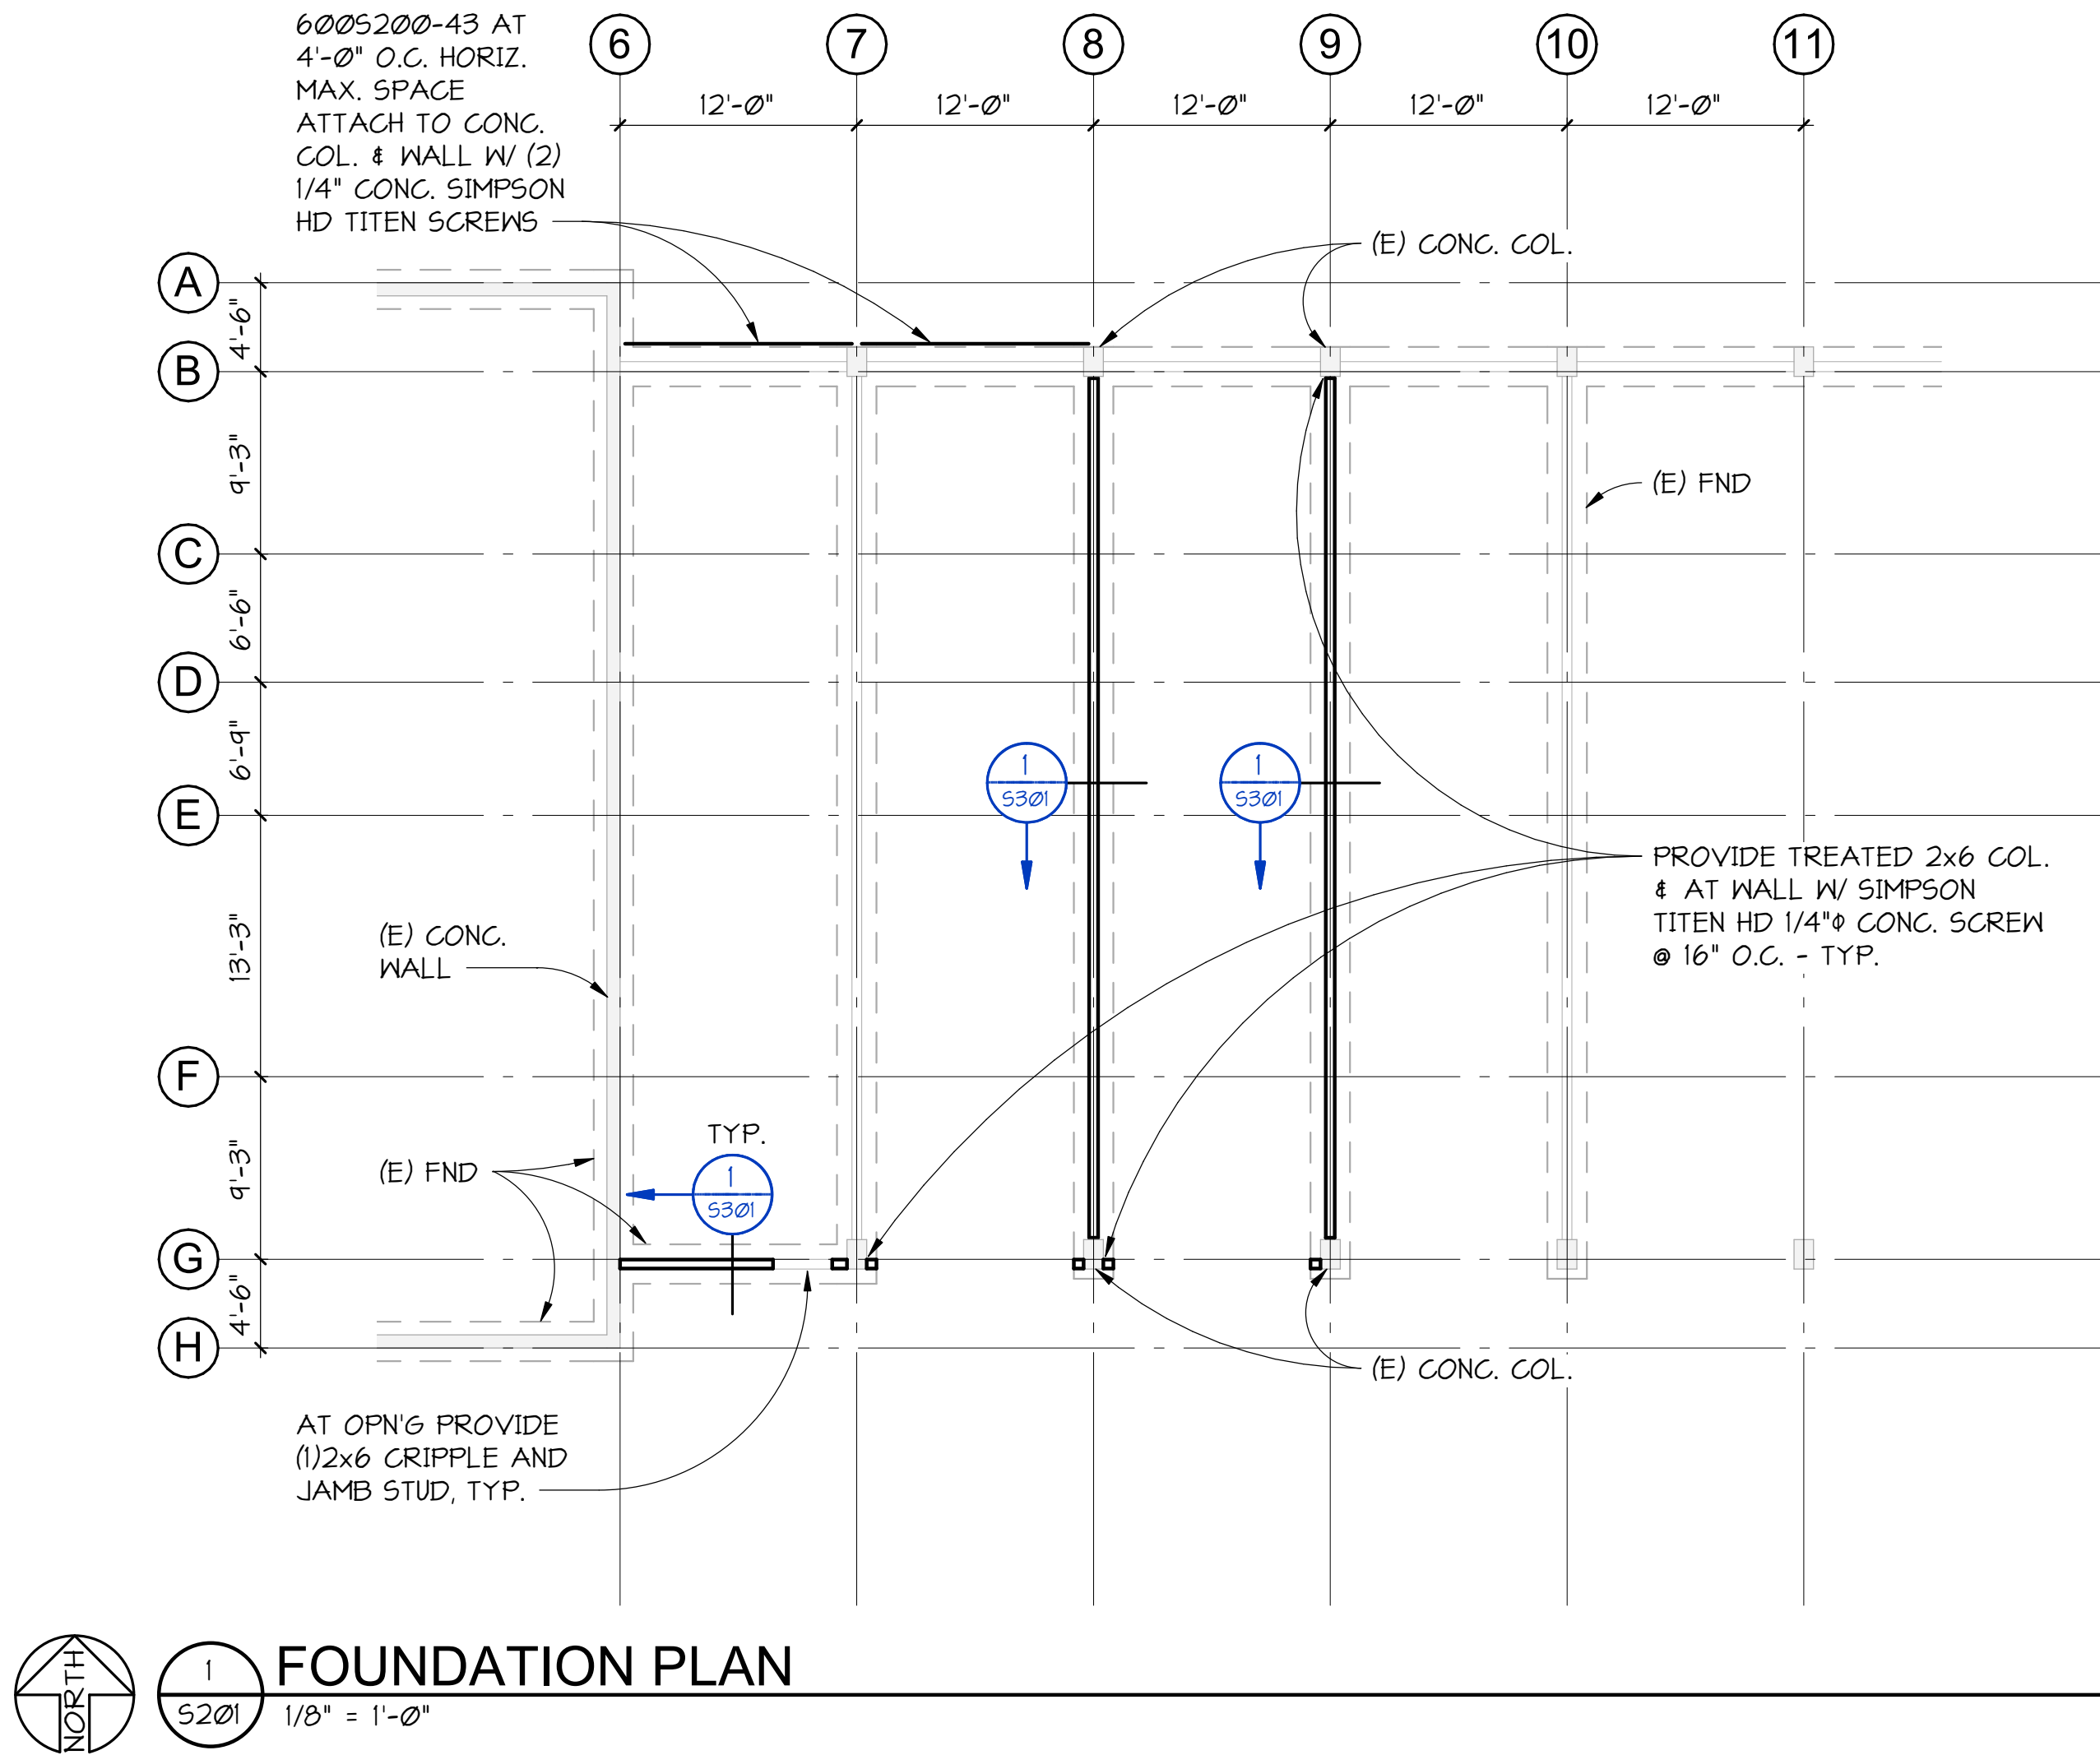 600S200-43 AT
4'-0" O.C. HORIZ.
MAX. SPACE
ATTACH TO CONC.
COL. & WALL W/ (2)
1/4" CONC. SIMPSON
HD TITEN SCREWS
6 7 8 9 10 11
12'-0" 12'-0" 12'-0" 12'-0" 12'-0"
(E) CONC. COL.
A
4'-6"
B
9'-3"
(E) FND
C
6'-6"
D
6'-9"
1
S301
1
S301
E
PROVIDE TREATED 2x6 COL.
& AT WALL W/ SIMPSON
TITEN HD 1/4"Φ CONC. SCREW
@ 16" O.C. - TYP.
13'-3"
(E) CONC.
WALL
F
TYP.
1
S301
9'-3"
(E) FND
G
4'-6"
H
(E) CONC. COL.
AT OPN'G PROVIDE
(1)2x6 CRIPPLE AND
JAMB STUD, TYP.
NORTH
1
S201
FOUNDATION PLAN
1/8" = 1'-0"